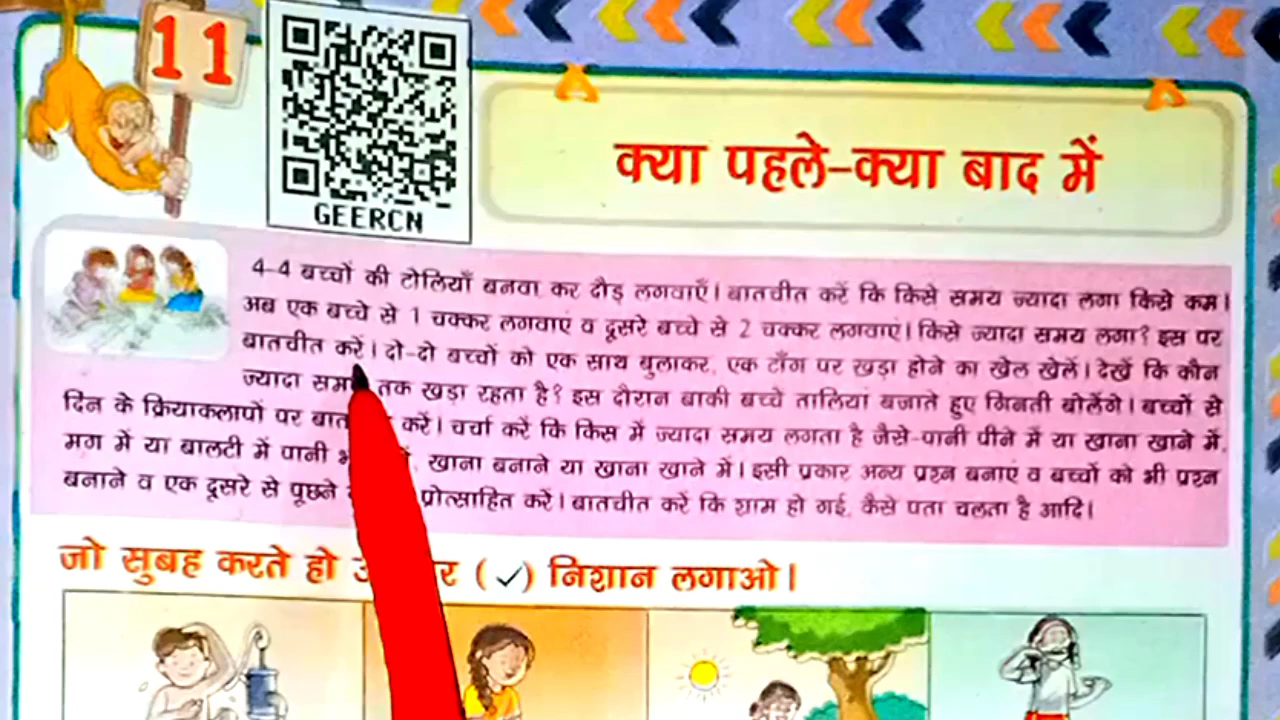 11
GEERCN
क्या पहले-क्या बाद में
4-4 बच्चों की टोलियाँ बनवा कर दौड़ लगवाएँ। बातचीत करें कि किसे समय ज्यादा लगा किसे कम।
अब एक बच्चे से 1 चक्कर लगवाएं व दूसरे बच्चे से 2 चक्कर लगवाएं। किसे ज्यादा समय लगा? इस पर
बातचीत करें। दो-दो बच्चों को एक साथ बुलाकर, एक टाँग पर खड़ा होने का खेल खेलें। देखें कि कौन
ज्यादा तक खड़ा रहता है? इस दौरान बाकी बच्चे तालियां बजाते हुए गिनती बोलेंगे। बच्चों से
दिन के क्रियाकलापों पर करें। चर्चा करें कि किस में ज्यादा समय लगता है जैसे-पानी पीने में या खाना खाने में,
मग में या बालटी में पानी खाना बनाने या खाना खाने में। इसी प्रकार अन्य प्रश्न बनाएं व बच्चों को भी प्रश्न
बनाने व एक दूसरे से पूछने प्रोत्साहित करें। बातचीत करें कि शाम हो गई, कैसे पता चलता है आदि।
जो सुबह करते हो (✓) निशान लगाओ।